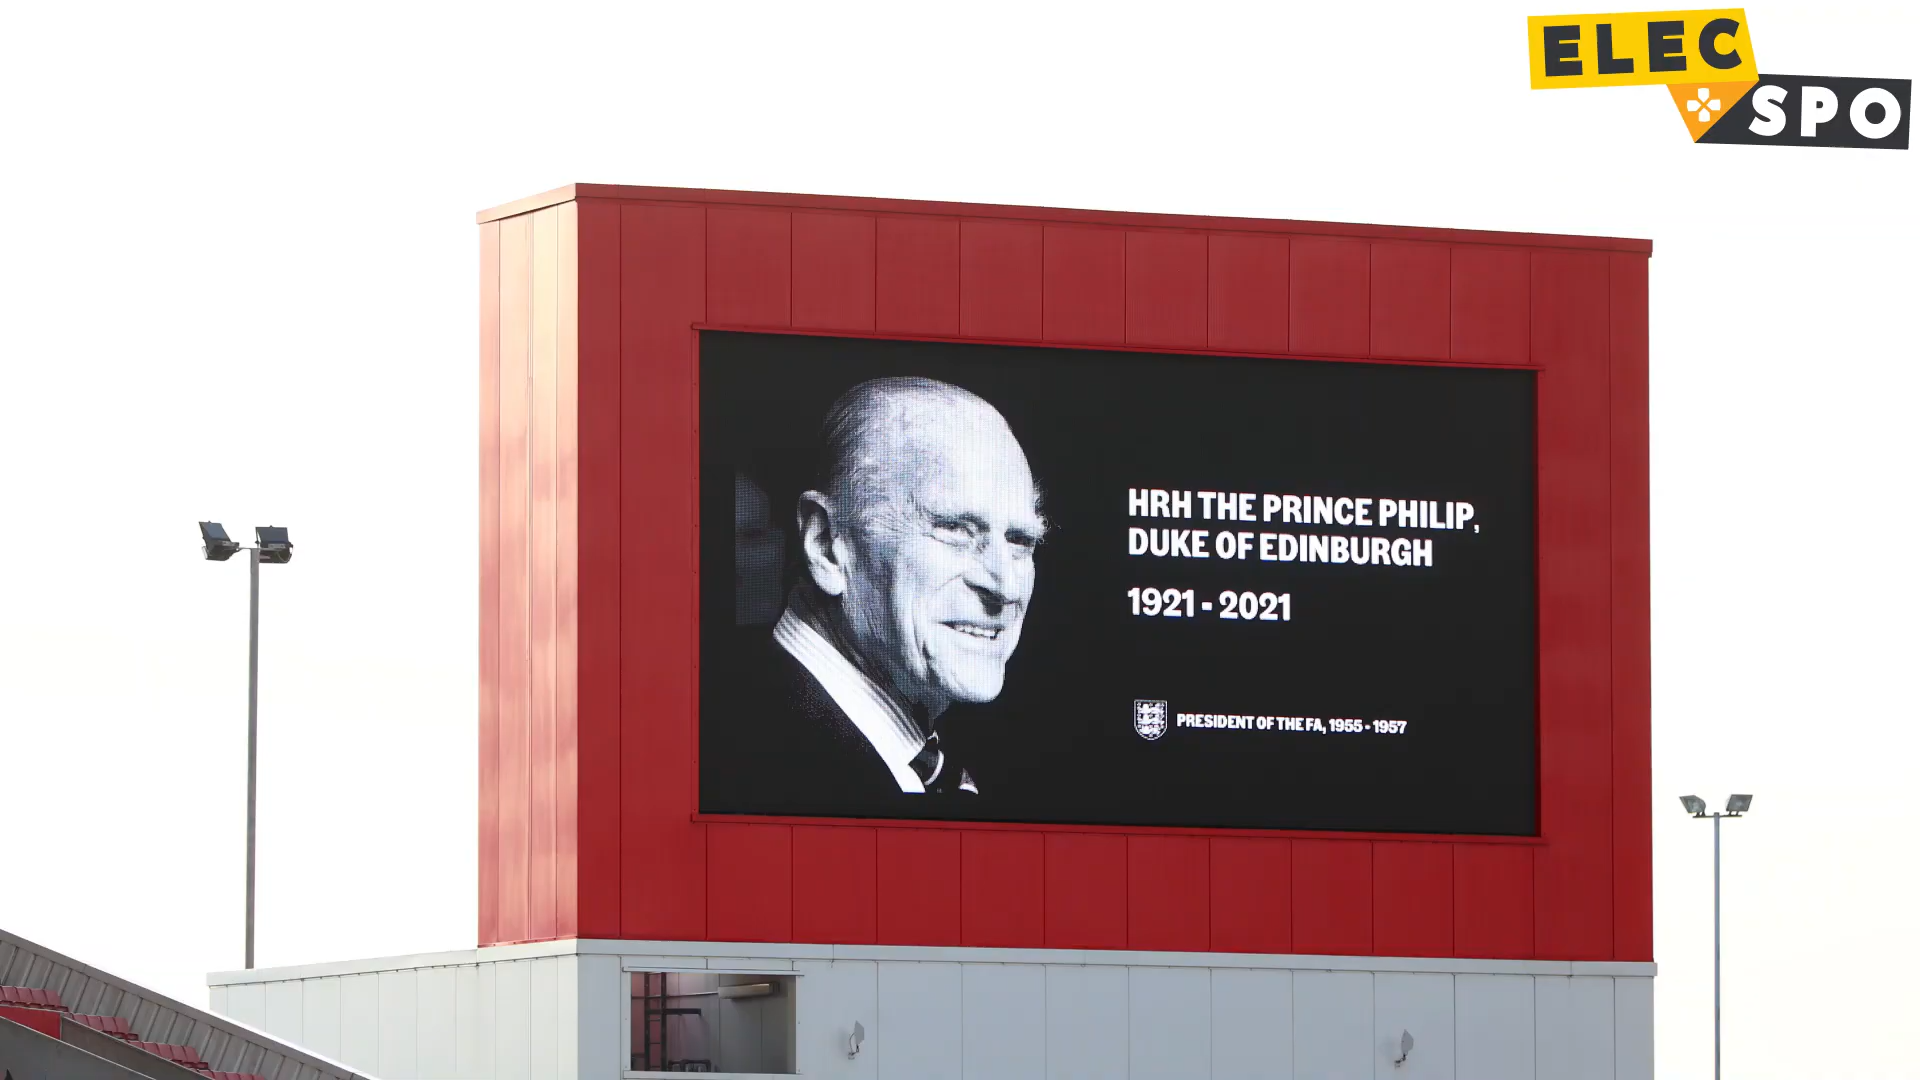 ELEC
SPO
HRH THE PRINCE PHILIP,
DUKE OF EDINBURGH
1921 - 2021
PRESIDENT OF THE FA, 1955 - 1957